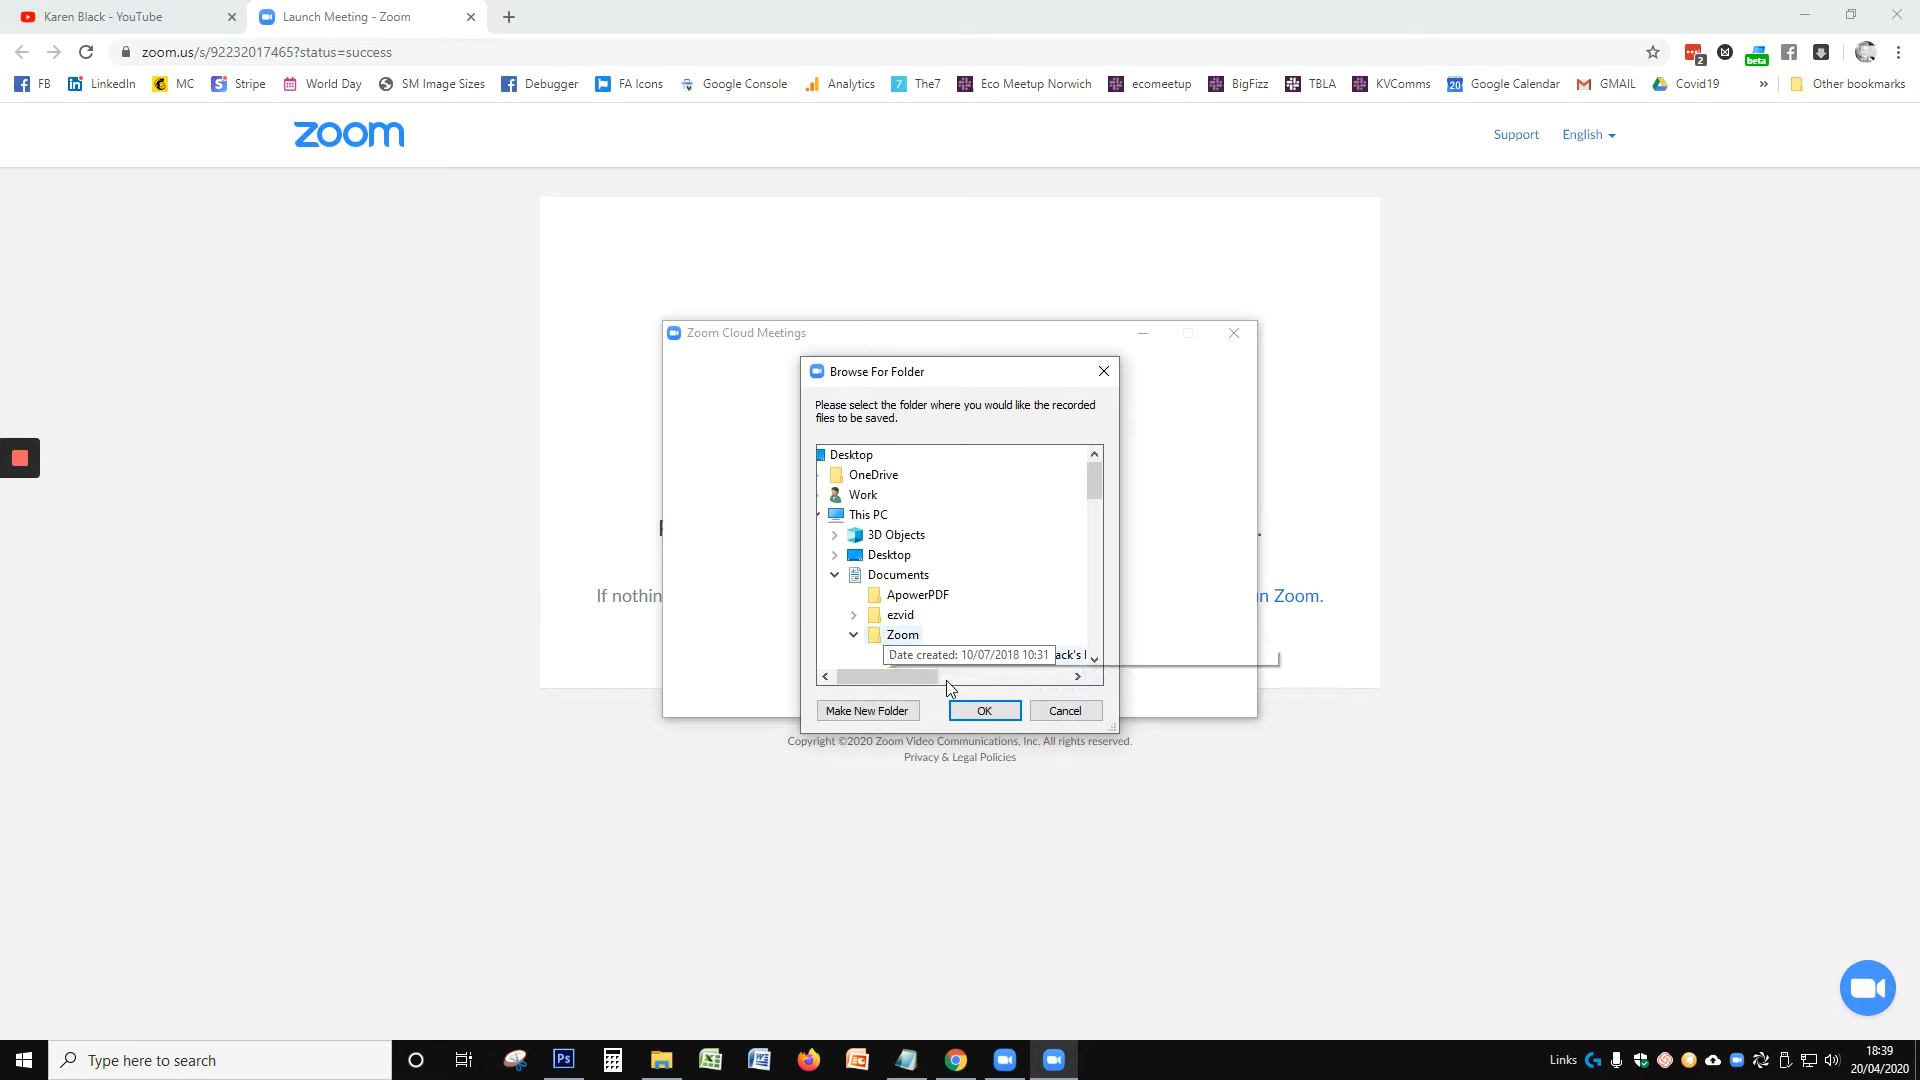 Karen Black - YouTube
Launch Meeting - Zoom
zoom.us/s/92232017465?status=success
2
beta
FB
LinkedIn
MC
Stripe
World Day
SM Image Sizes
Debugger
FA Icons
Google Console
Analytics
7
The7
Eco Meetup Norwich
ecomeetup
BigFizz
TBLA
KVComms
20
Google Calendar
GMAIL
Covid19
Other bookmarks
zoom
Support
English
Zoom Cloud Meetings
Browse For Folder
Please select the folder where you would like the recorded
files to be saved.
Desktop
OneDrive
Work
This PC
3D Objects
Desktop
Documents
ApowerPDF
ezvid
Zoom
Date created: 10/07/2018 10:31
ack's
If nothin
n Zoom.
Make New Folder
OK
Cancel
Copyright ©2020 Zoom Video Communications, Inc. All rights reserved.
Privacy & Legal Policies
Type here to search
Ps
Links
18:39
20/04/2020